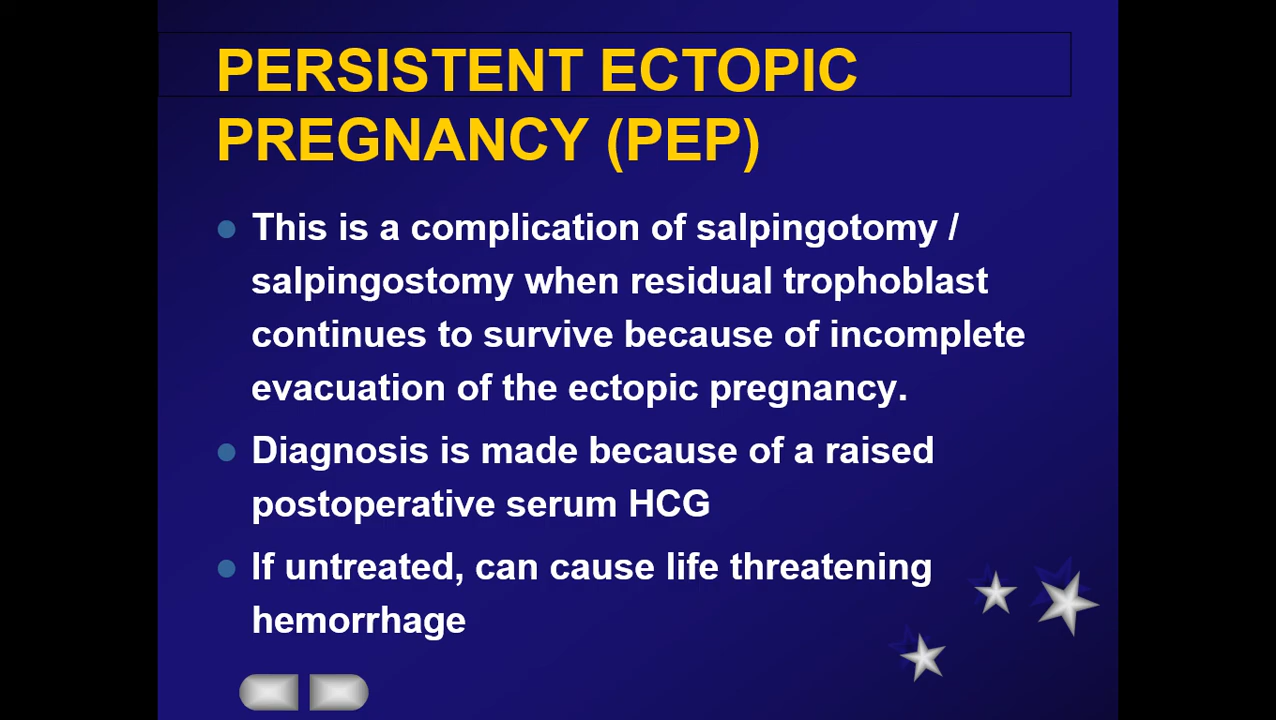 PERSISTENT ECTOPIC
PREGNANCY (PEP)
This is a complication of salpingotomy /
salpingostomy when residual trophoblast
continues to survive because of incomplete
evacuation of the ectopic pregnancy.
Diagnosis is made because of a raised
postoperative serum HCG
If untreated, can cause life threatening
hemorrhage